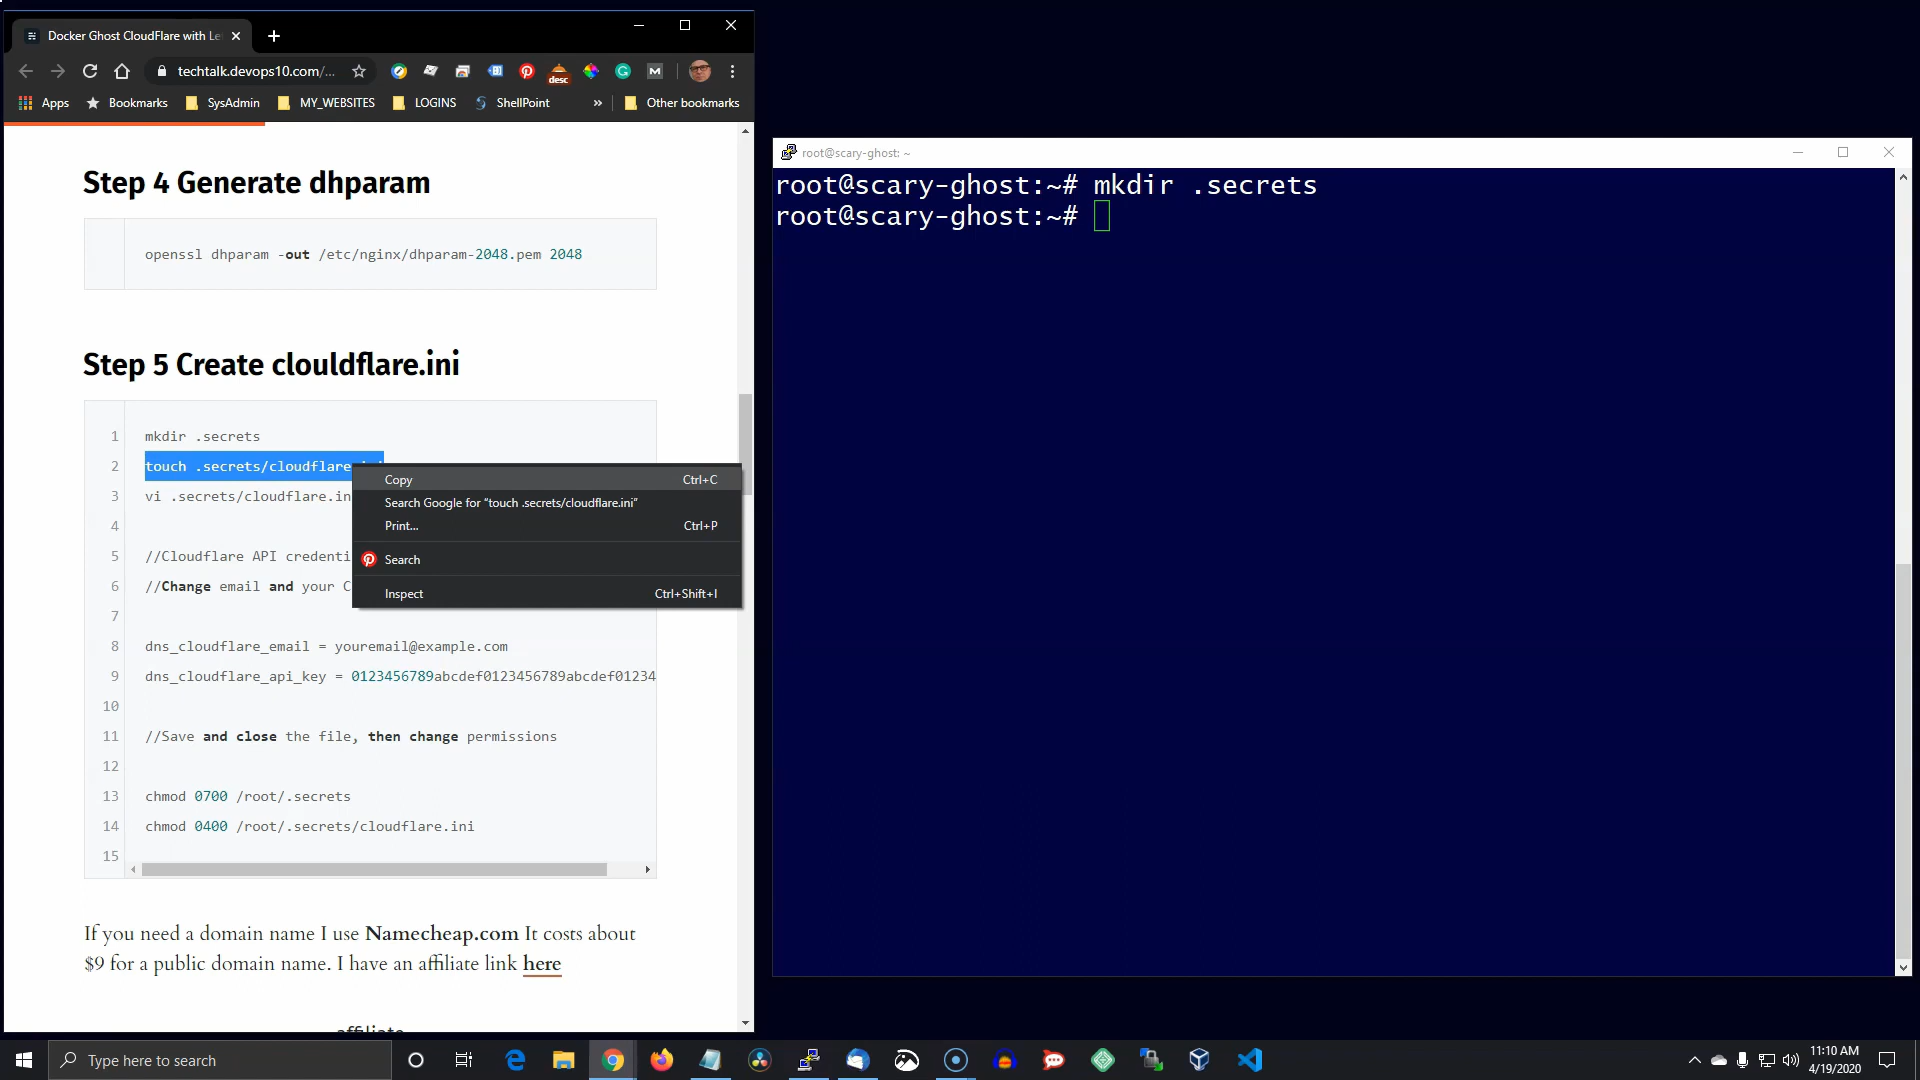 Docker Ghost CloudFlare with Le
techtalk.devops10.com/...
desc
G
M
Apps
Bookmarks
SysAdmin
MY_WEBSITES
LOGINS
ShellPoint
»
Other bookmarks
Step 4 Generate dhparam
openssl dhparam -out /etc/nginx/dhparam-2048.pem 2048
Step 5 Create clouldflare.ini
1 mkdir .secrets
2 touch .secrets/cloudflare
3 vi .secrets/cloudflare.in
4
5 //Cloudflare API credenti
6 //Change email and your C
7
8 dns_cloudflare_email = youremail@example.com
9 dns_cloudflare_api_key = 0123456789abcdef0123456789abcdef01234
10
11 //Save and close the file, then change permissions
12
13 chmod 0700 /root/.secrets
14 chmod 0400 /root/.secrets/cloudflare.ini
15
Copy Ctrl+C
Search Google for “touch .secrets/cloudflare.ini”
Print... Ctrl+P
Search
Inspect Ctrl+Shift+I
If you need a domain name I use Namecheap.com It costs about
$9 for a public domain name. I have an affiliate link here
affiliate
root@scary-ghost: ~
root@scary-ghost:~# mkdir .secrets
root@scary-ghost:~#
Type here to search
11:10 AM
4/19/2020